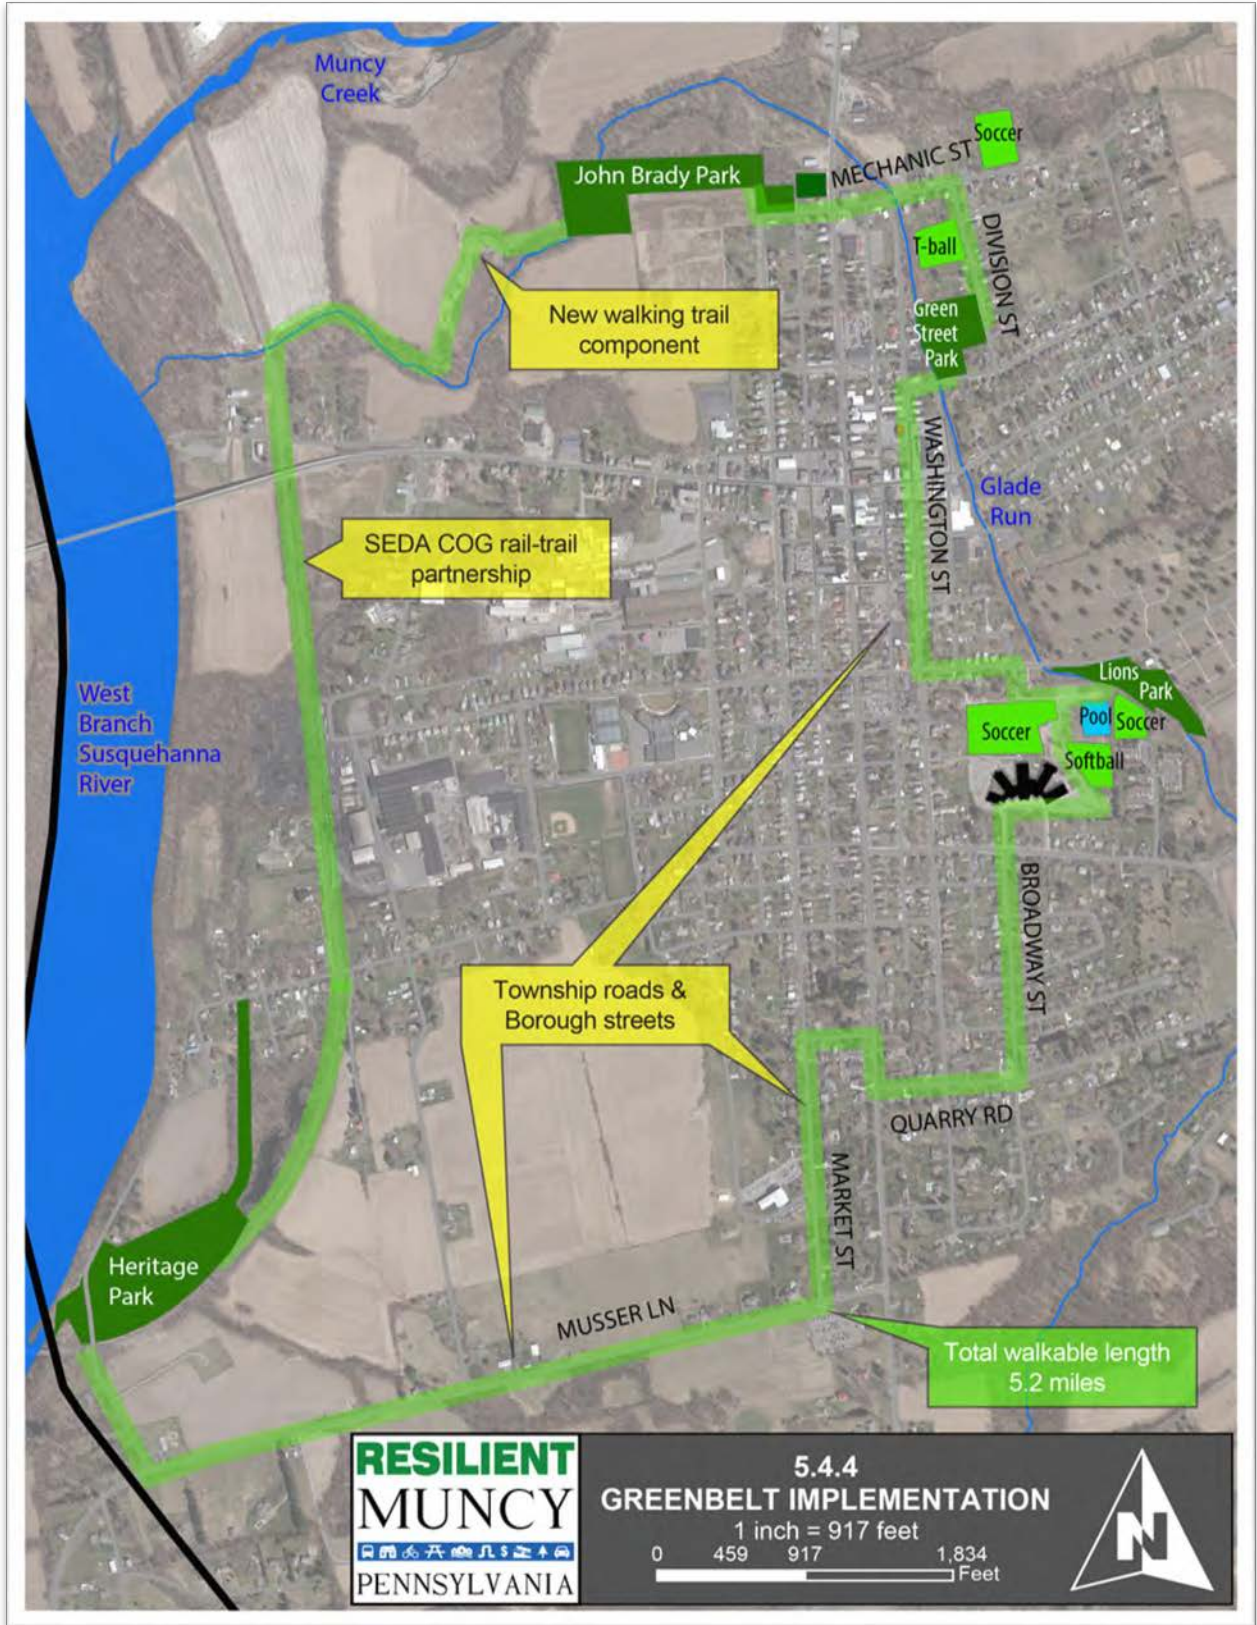 Muncy
Creek
Soccer
MECHANIC ST
John Brady Park
DIVISION ST
T-ball
New walking trail
component
Green
Street
Park
WASHINGTON ST
Glade
Run
SEDA COG rail-trail
partnership
Lions
Park
West
Branch
Susquehanna
River
Pool
Soccer
Soccer
Softball
BROADWAY ST
Township roads &
Borough streets
QUARRY RD
MARKET ST
Heritage
Park
MUSSER LN
Total walkable length
5.2 miles
RESILIENT
MUNCY
PENNSYLVANIA
5.4.4
GREENBELT IMPLEMENTATION
1 inch = 917 feet
0 459 917 1,834
Feet
N